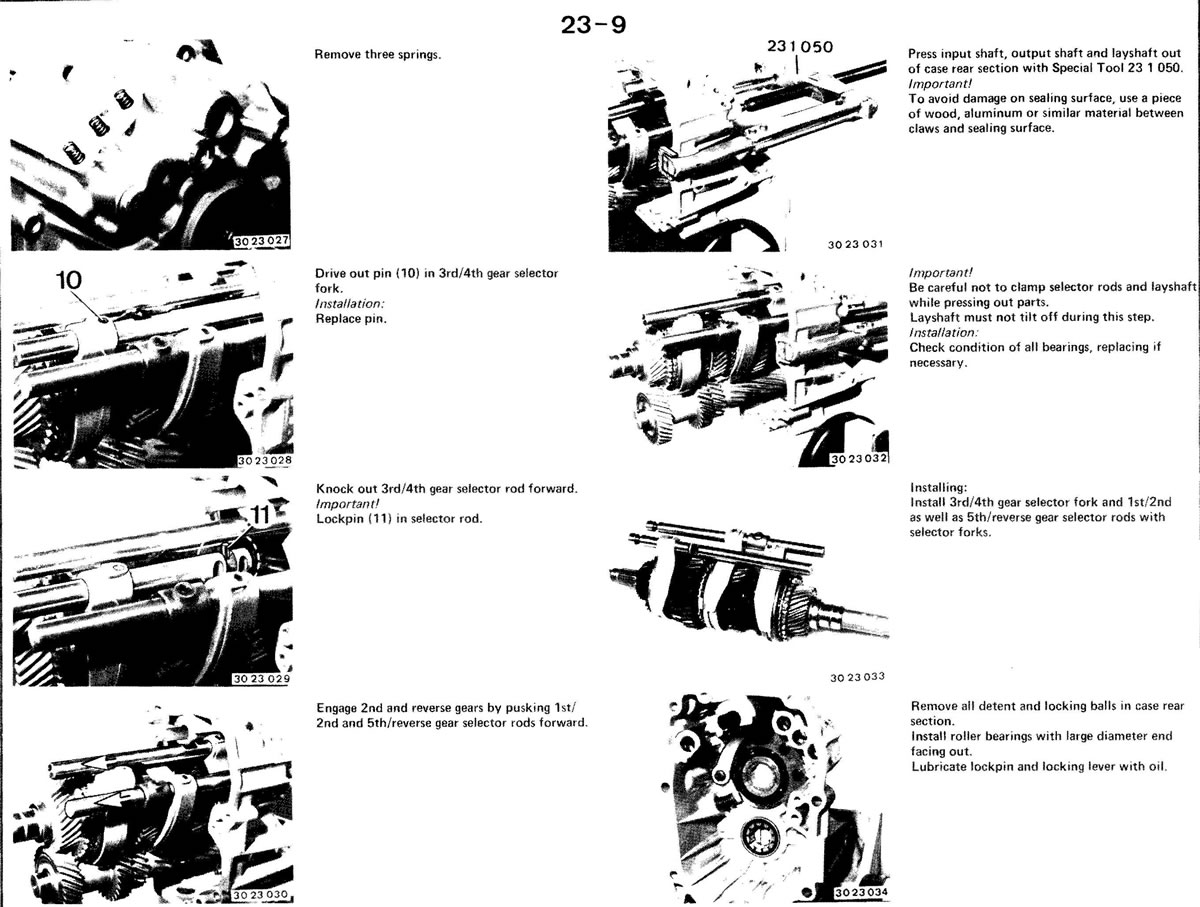 23-9
Remove three springs.
30 23 027
10
Drive out pin (10) in 3rd/4th gear selector
fork.
Installation:
Replace pin.
30 23 028
Knock out 3rd/4th gear selector rod forward.
Important!
Lockpin (11) in selector rod.
11
30 23 029
Engage 2nd and reverse gears by pusking 1st/
2nd and 5th/reverse gear selector rods forward.
30 23 030
231050
Press input shaft, output shaft and layshaft out
of case rear section with Special Tool 23 1 050.
Important!
To avoid damage on sealing surface, use a piece
of wood, aluminum or similar material between
claws and sealing surface.
30 23 031
Important!
Be careful not to clamp selector rods and layshaft
while pressing out parts.
Layshaft must not tilt off during this step.
Installation:
Check condition of all bearings, replacing if
necessary.
30 23 032
Installing:
Install 3rd/4th gear selector fork and 1st/2nd
as well as 5th/reverse gear selector rods with
selector forks.
30 23 033
Remove all detent and locking balls in case rear
section.
Install roller bearings with large diameter end
facing out.
Lubricate lockpin and locking lever with oil.
30 23 034